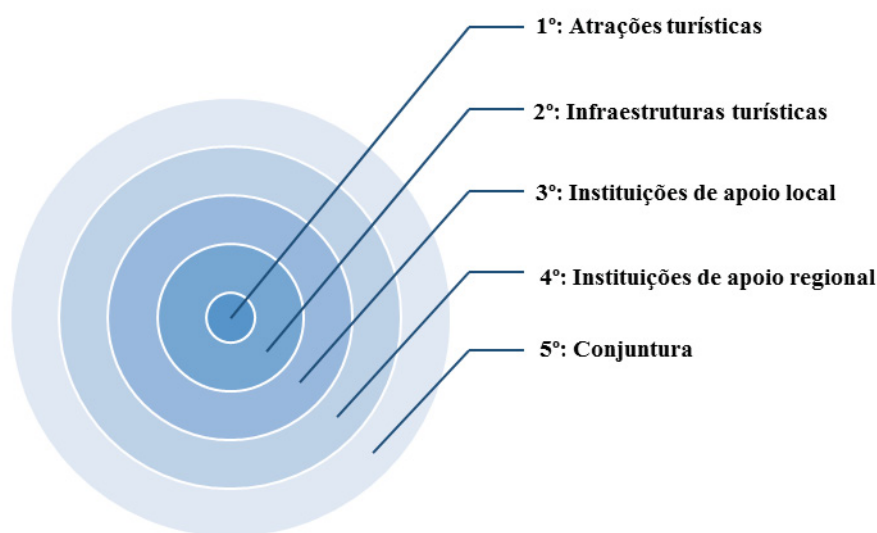 1º: Atrações turísticas
2º: Infraestruturas turísticas
3º: Instituições de apoio local
4º: Instituições de apoio regional
5º: Conjuntura